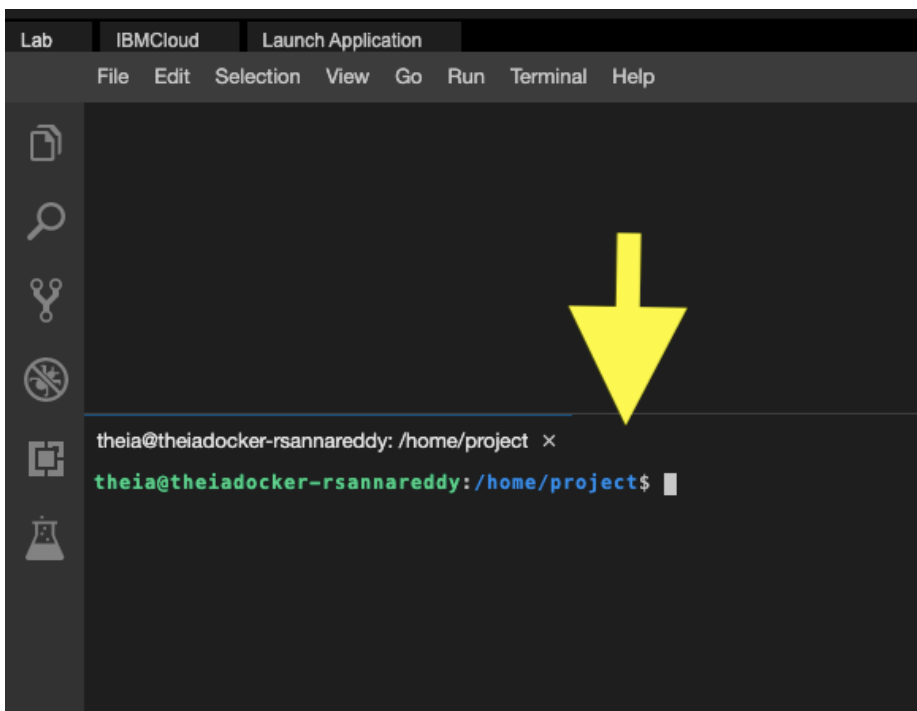 Lab IBMCloud Launch Application
File Edit Selection View Go Run Terminal Help
theia@theiadocker-rsannareddy: /home/project ×
theia@theiadocker-rsannareddy:/home/project$